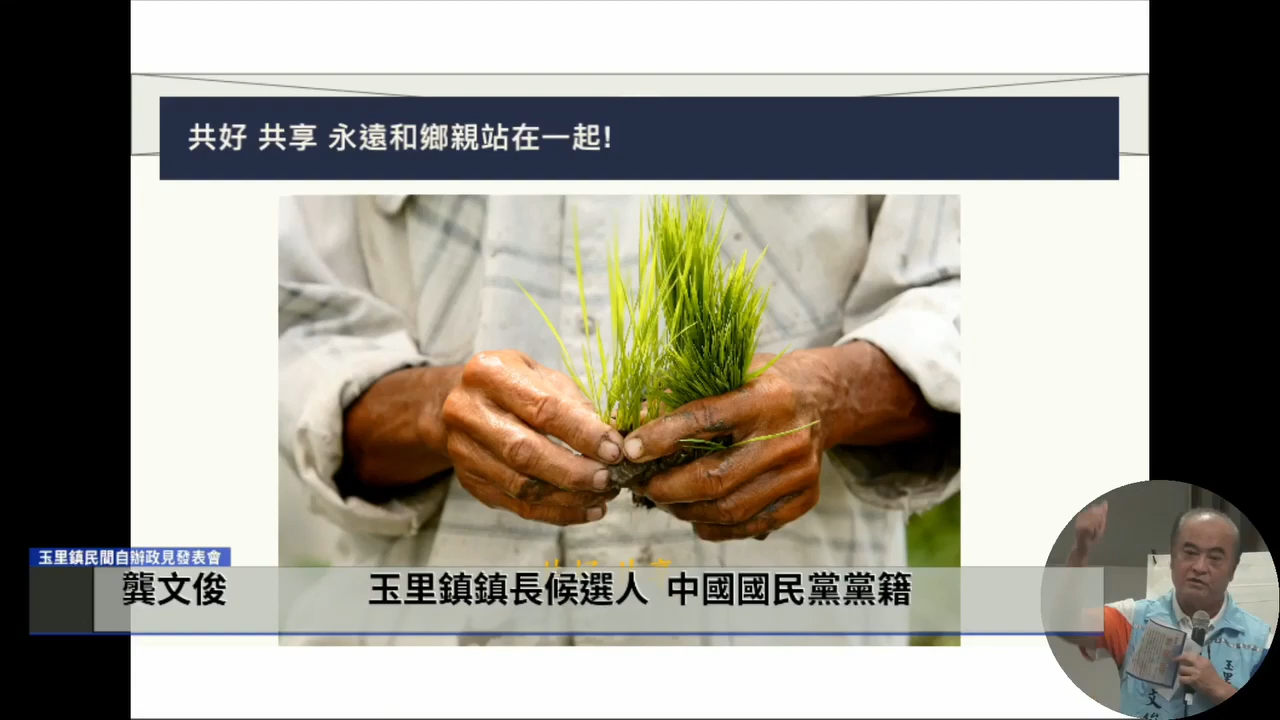 共好 共享 永遠和鄉親站在一起!
玉里鎮民間自辦政見發表會
龔文俊
玉里鎮鎮長候選人 中國國民黨黨籍
玉里
文俊